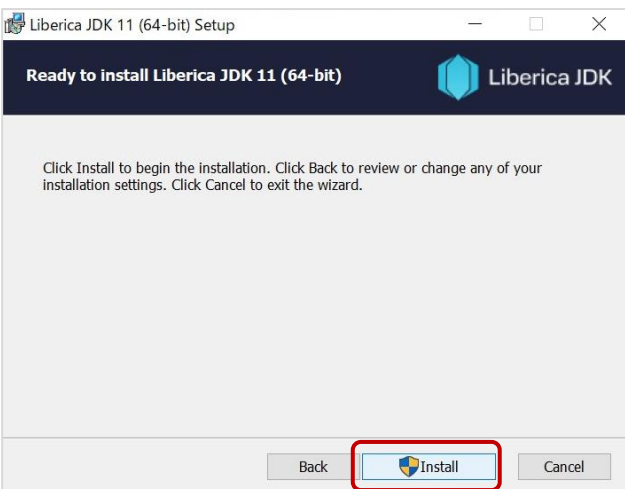 Liberica JDK 11 (64-bit) Setup
Ready to install Liberica JDK 11 (64-bit)
Liberica JDK
Click Install to begin the installation. Click Back to review or change any of your
installation settings. Click Cancel to exit the wizard.
Back
Install
Cancel